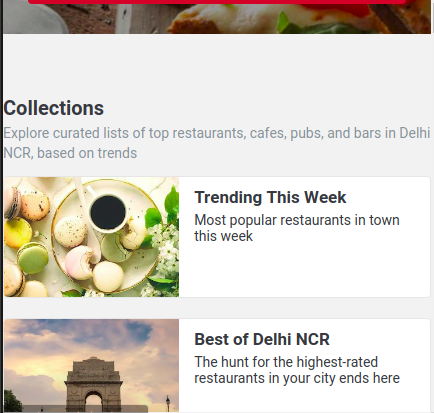 Collections
Explore curated lists of top restaurants, cafes, pubs, and bars in Delhi
NCR, based on trends
Trending This Week
Most popular restaurants in town
this week
Best of Delhi NCR
The hunt for the highest-rated
restaurants in your city ends here